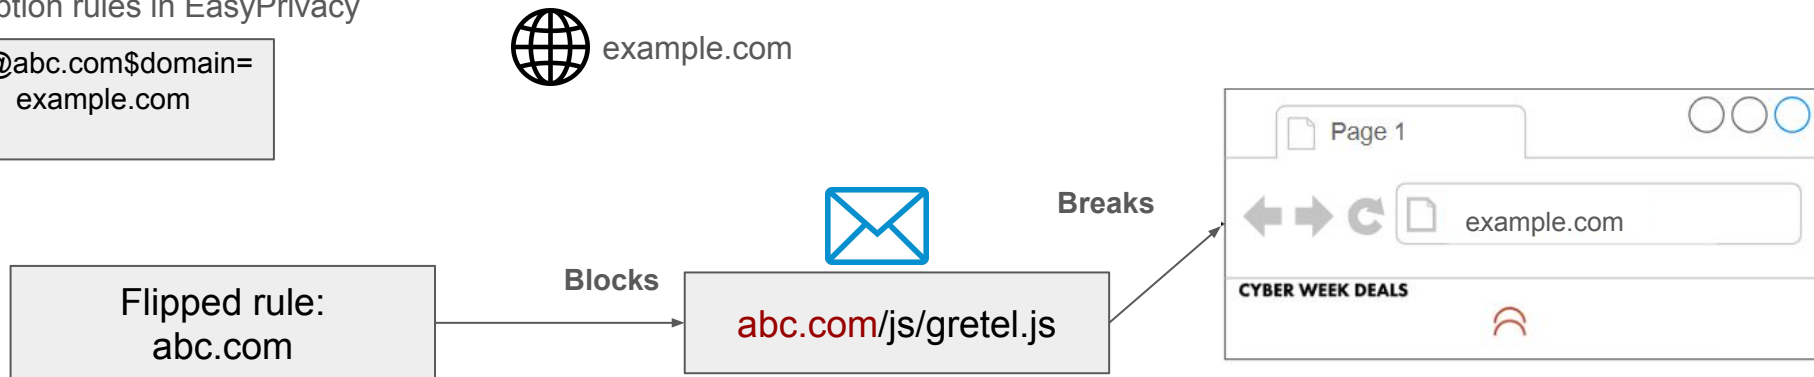 rules in EasyPrivacy
@abc.com$domain=
example.com
example.com
Page 1
example.com
Breaks
Blocks
CYBER WEEK DEALS
Flipped rule:
abc.com
abc.com/js/gretel.js